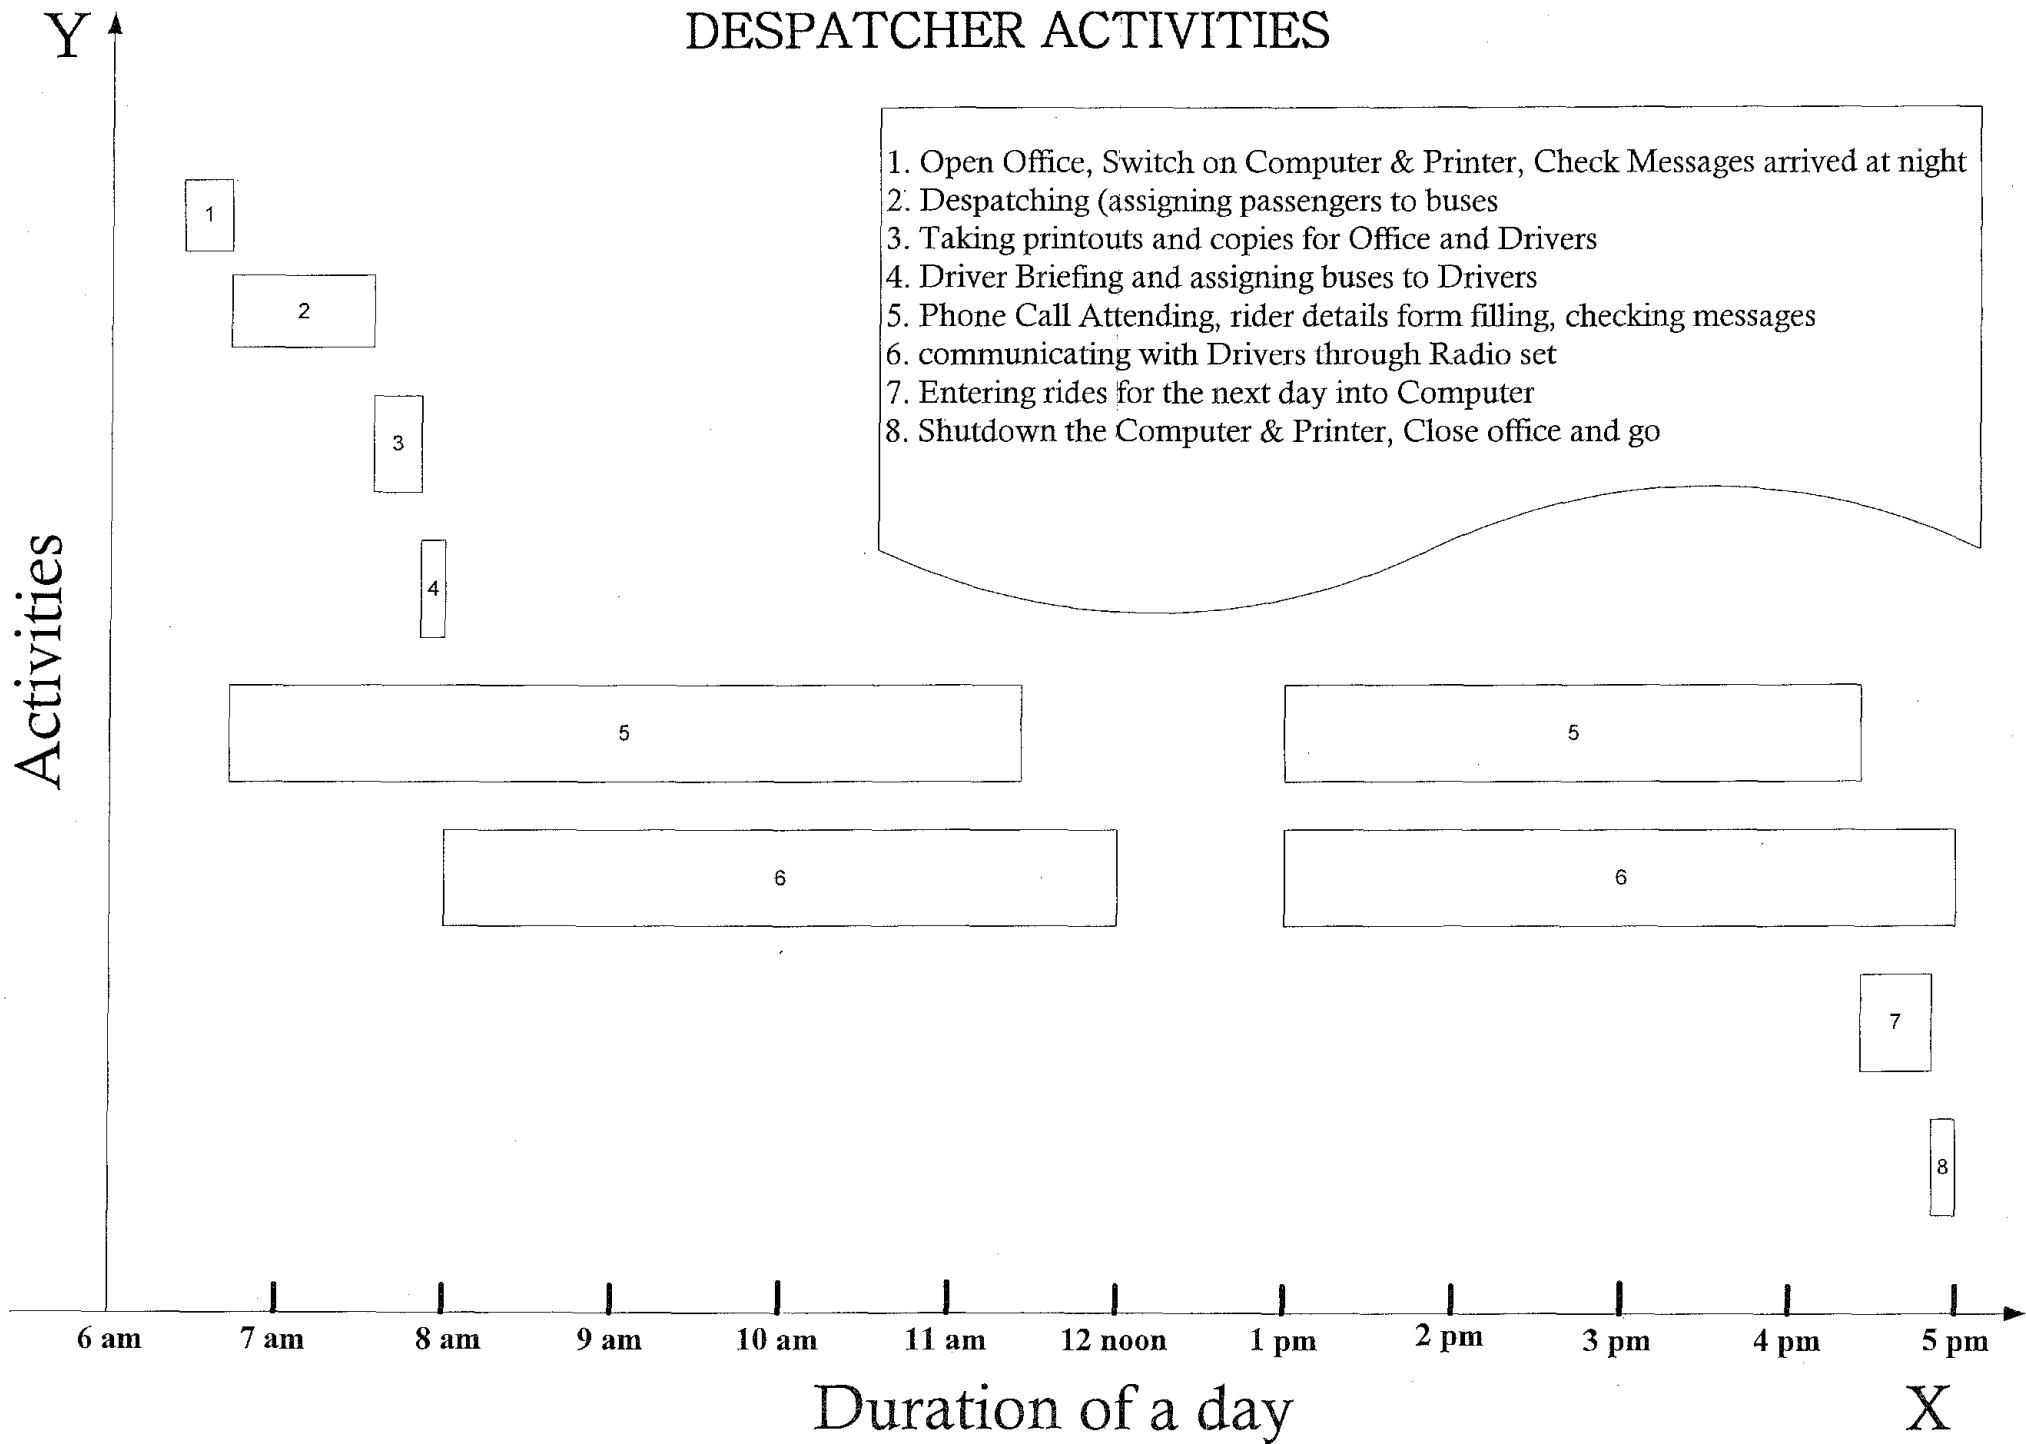 Y
DESPATCHER ACTIVITIES
1. Open Office, Switch on Computer & Printer, Check Messages arrived at night
2. Despatching (assigning passengers to buses
3. Taking printouts and copies for Office and Drivers
4. Driver Briefing and assigning buses to Drivers
5. Phone Call Attending, rider details form filling, checking messages
6. communicating with Drivers through Radio set
7. Entering rides for the next day into Computer
8. Shutdown the Computer & Printer, Close office and go
1
2
3
4
Activities
5 5
6 6
7
8
6 am 7 am 8 am 9 am 10 am 11 am 12 noon 1 pm 2 pm 3 pm 4 pm 5 pm
Duration of a day
X